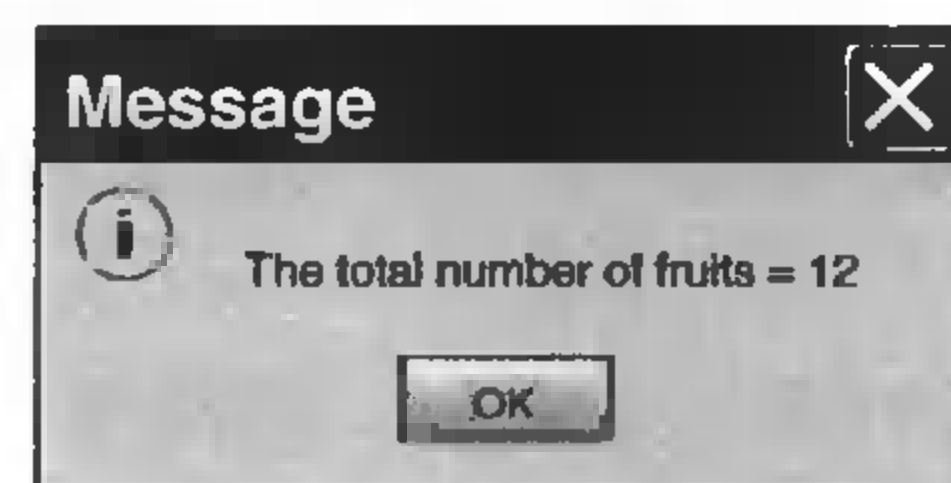 Message
The total number of fruits = 12
OK